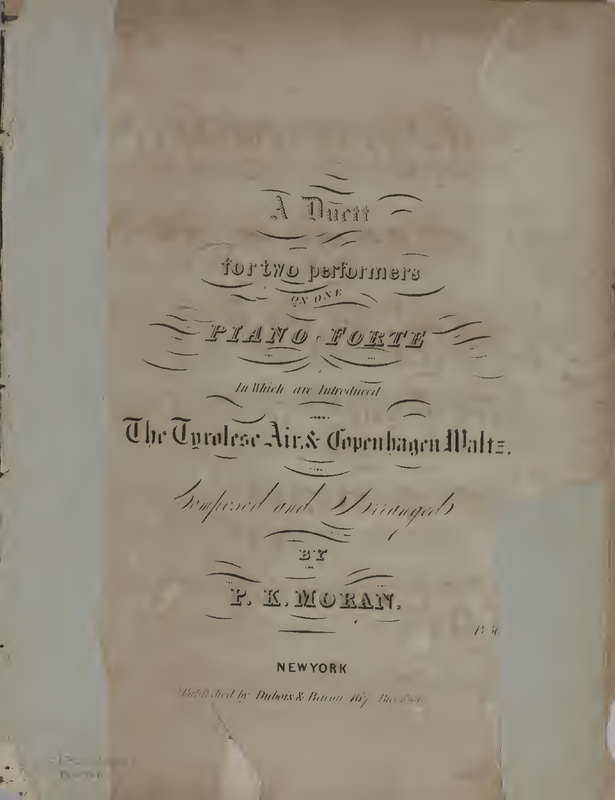 A Duett
for two performers
ON ONE
PIANO-FORTE
In Which are Introduced
The Tyrolese Air, & Copenhagen Waltz.
Composed and Arranged
BY
P. K. MORAN.
NEWYORK
Published by Dubois & Bacon 167